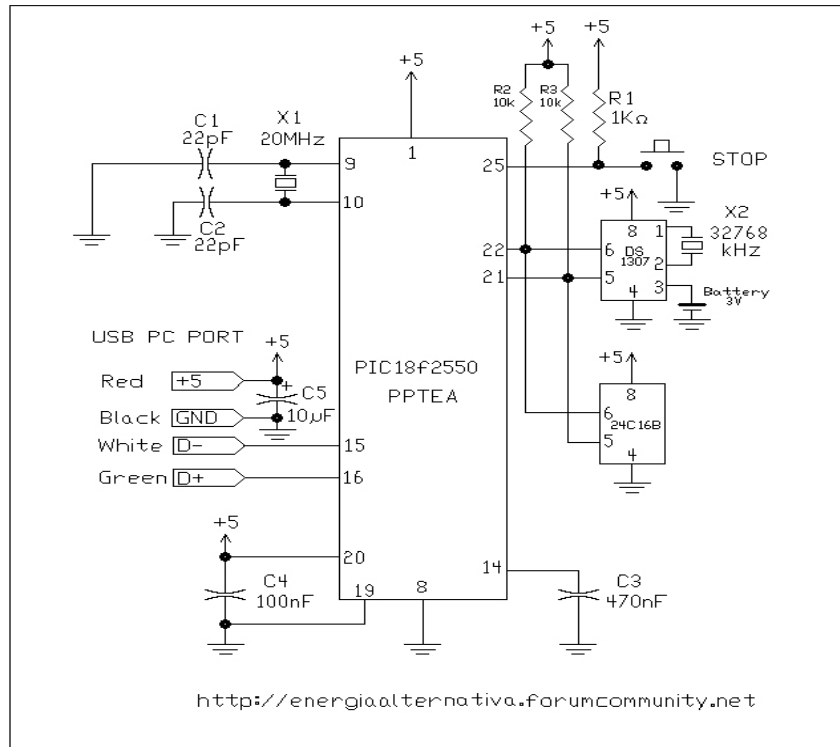 +5
+5
+5
R2
10k
R3
10k
R1
1KΩ
C1
22pF
X1
20MHz
1
9
10
25
STOP
C2
22pF
+5
X2
32768
kHz
8
1
22
6
DS
1307
2
21
5
4
3
Battery
3V
USB PC PORT
+5
PIC18f2550
PPTEA
Red
+5
+
C5
10µF
+5
8
Black
GND
6
24C16B
White
D-
15
5
4
Green
D+
16
+5
20
14
C4
100nF
19
8
C3
470nF
http://energiaalternativa.forumcommunity.net